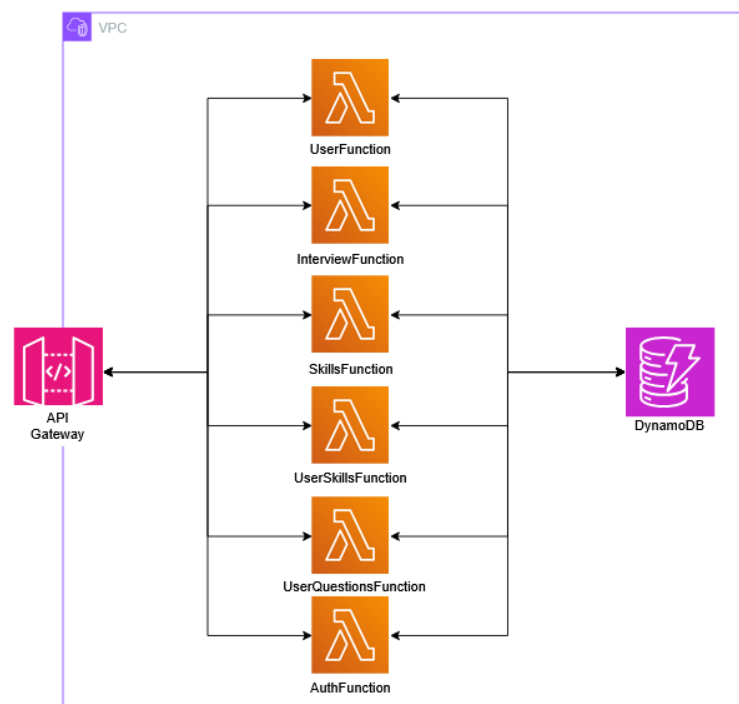 VPC
UserFunction
InterviewFunction
SkillsFunction
</>
API
Gateway
DynamoDB
UserSkillsFunction
UserQuestionsFunction
AuthFunction